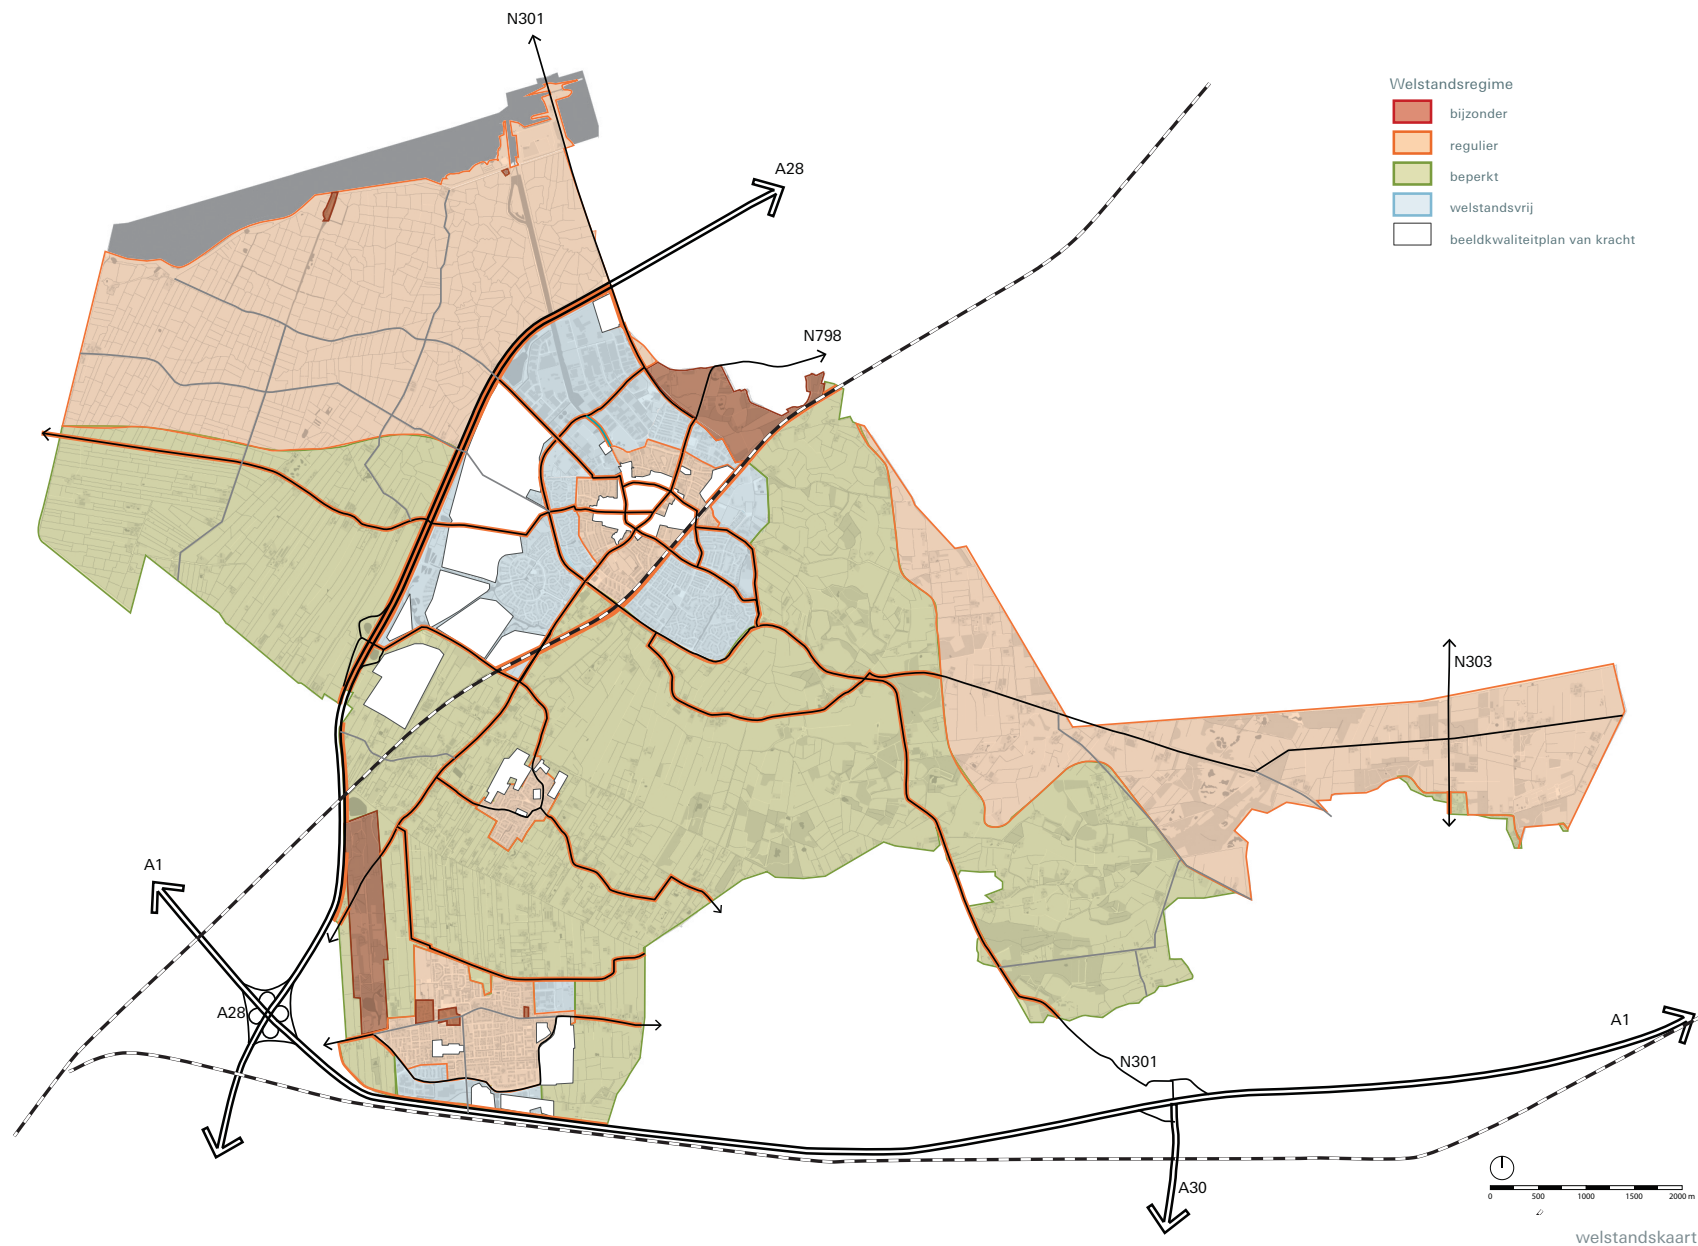 N301
Welstandsregime
bijzonder
regulier
beperkt
welstandsvrij
beeldkwaliteitplan van kracht
A28
N798
N303
A1
A28
A1
N301
A30
0 500 1000 1500 2000 m
welstandskaart